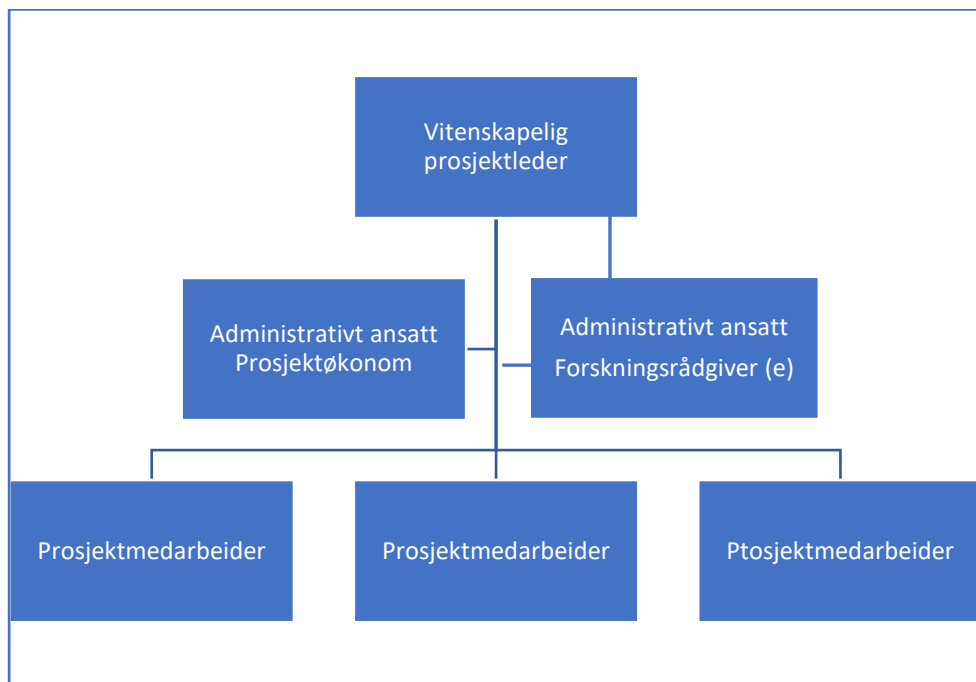 Vitenskapelig
prosjektleder
Administrativt ansatt
Prosjektøkonom
Administrativt ansatt
Forskningsrådgiver (e)
Prosjektmedarbeider
Prosjektmedarbeider
Ptosjektmedarbeider